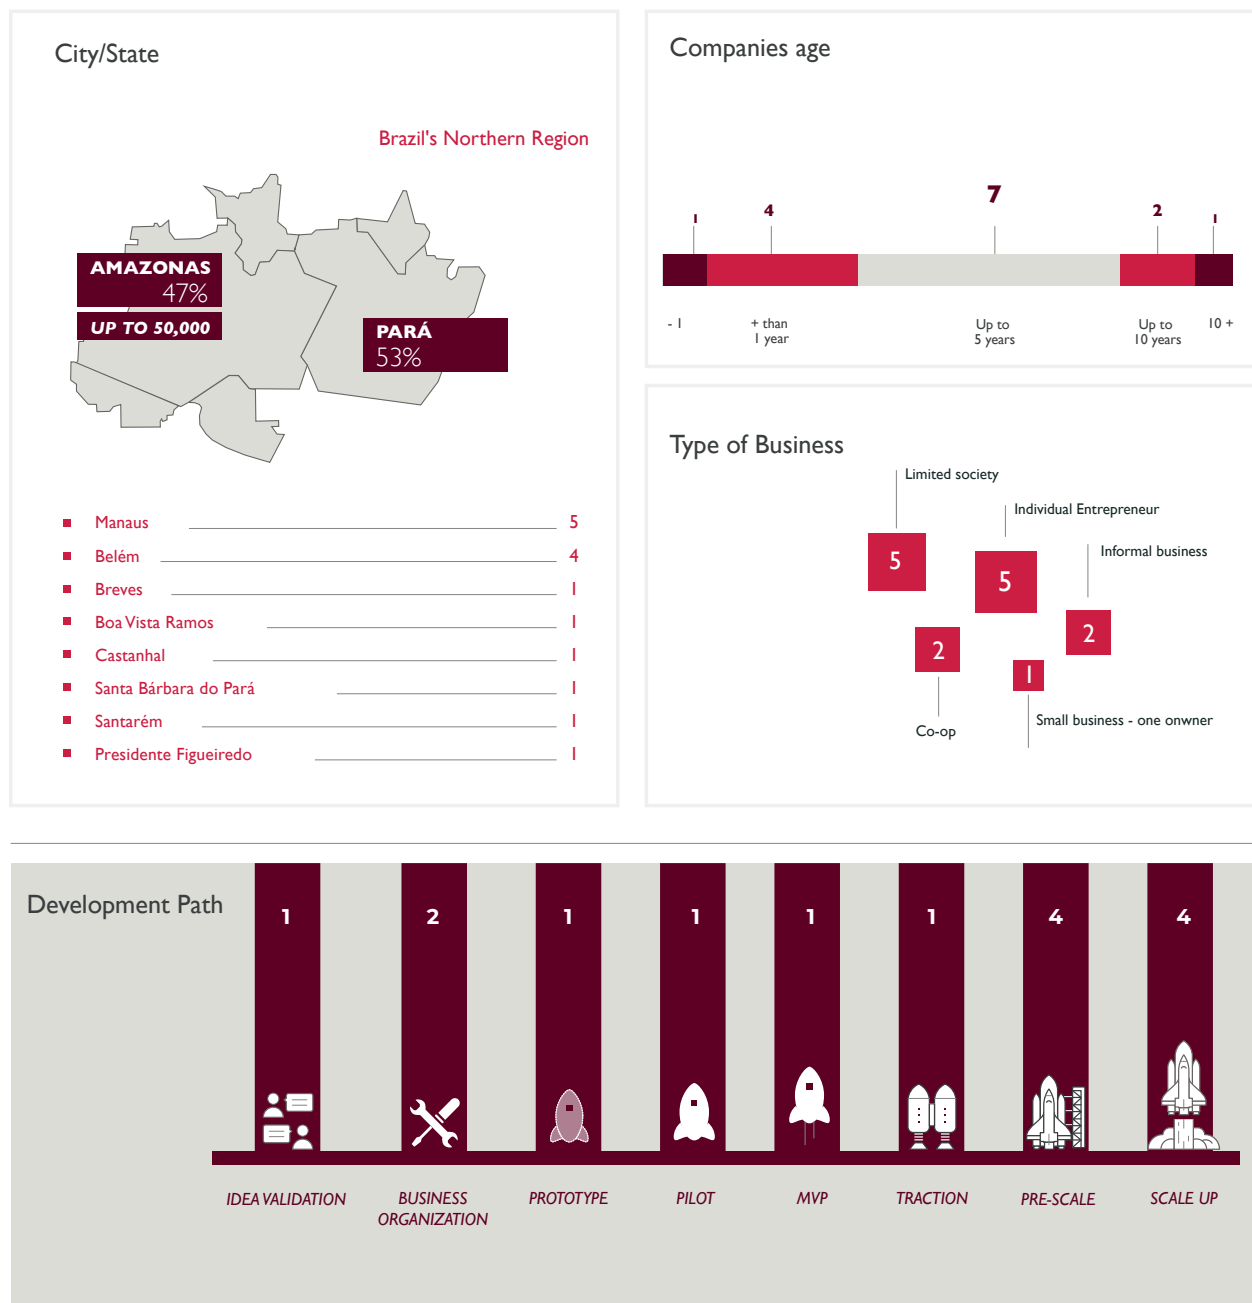 City/State
Brazil's Northern Region
AMAZONAS
47%
UP TO 50,000
PARÁ
53%
Manaus 5
Belém 4
Breves 1
Boa Vista Ramos 1
Castanhal 1
Santa Bárbara do Pará 1
Santarém 1
Presidente Figueiredo 1
Companies age
1 4 7 2 1
- 1
+ than
1 year
Up to
5 years
Up to
10 years
10 +
Type of Business
Limited society
Individual Entrepreneur
Informal business
5
5
2
2
1
Co-op
Small business - one onwner
Development Path
1 2 1 1 1 1 4 4
IDEA VALIDATION
BUSINESS
ORGANIZATION
PROTOTYPE
PILOT
MVP
TRACTION
PRE-SCALE
SCALE UP